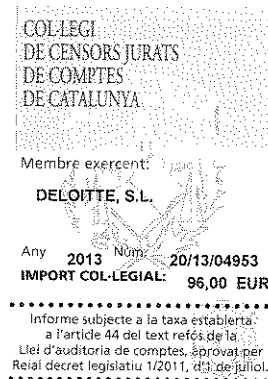 COL·LEGI
DE CENSORS JURATS
DE COMPTES
DE CATALUNYA
Membre exercent:
DELOITTE, S.L.
Any 2013 Núm. 20/13/04953
IMPORT COL·LEGIAL: 96,00 EUR
Informe subjecte a la taxa establerta
a l'article 44 del text refós de la
Llei d'auditoria de comptes, aprovat per
Reial decret legislatiu 1/2011, d'1 de juliol.